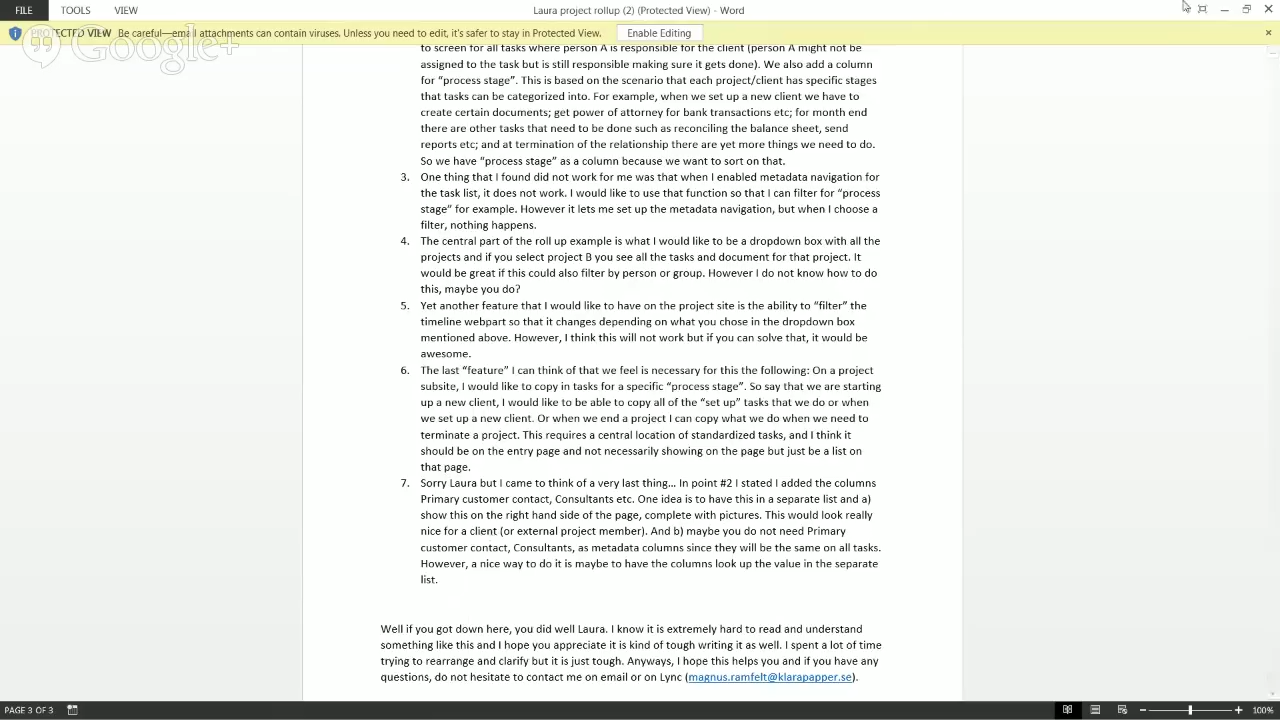 Laura project rollup (2) (Protected View) - Word
FILE TOOLS VIEW
PROTECTED VIEW Be careful—email attachments can contain viruses. Unless you need to edit, it's safer to stay in Protected View. Enable Editing
Google+
to screen for all tasks where person A is responsible for the client (person A might not be
assigned to the task but is still responsible making sure it gets done). We also add a column
for “process stage”. This is based on the scenario that each project/client has specific stages
that tasks can be categorized into. For example, when we set up a new client we have to
create certain documents; get power of attorney for bank transactions etc; for month end
there are other tasks that need to be done such as reconciling the balance sheet, send
reports etc; and at termination of the relationship there are yet more things we need to do.
So we have “process stage” as a column because we want to sort on that.
3. One thing that I found did not work for me was that when I enabled metadata navigation for
the task list, it does not work. I would like to use that function so that I can filter for “process
stage” for example. However it lets me set up the metadata navigation, but when I choose a
filter, nothing happens.
4. The central part of the roll up example is what I would like to be a dropdown box with all the
projects and if you select project B you see all the tasks and document for that project. It
would be great if this could also filter by person or group. However I do not know how to do
this, maybe you do?
5. Yet another feature that I would like to have on the project site is the ability to “filter” the
timeline webpart so that it changes depending on what you chose in the dropdown box
mentioned above. However, I think this will not work but if you can solve that, it would be
awesome.
6. The last “feature” I can think of that we feel is necessary for this the following: On a project
subsite, I would like to copy in tasks for a specific “process stage”. So say that we are starting
up a new client, I would like to be able to copy all of the “set up” tasks that we do or when
we set up a new client. Or when we end a project I can copy what we do when we need to
terminate a project. This requires a central location of standardized tasks, and I think it
should be on the entry page and not necessarily showing on the page but just be a list on
that page.
7. Sorry Laura but I came to think of a very last thing… In point #2 I stated I added the columns
Primary customer contact, Consultants etc. One idea is to have this in a separate list and a)
show this on the right hand side of the page, complete with pictures. This would look really
nice for a client (or external project member). And b) maybe you do not need Primary
customer contact, Consultants, as metadata columns since they will be the same on all tasks.
However, a nice way to do it is maybe to have the columns look up the value in the separate
list.
Well if you got down here, you did well Laura. I know it is extremely hard to read and understand
something like this and I hope you appreciate it is kind of tough writing it as well. I spent a lot of time
trying to rearrange and clarify but it is just tough. Anyways, I hope this helps you and if you have any
questions, do not hesitate to contact me on email or on Lync (magnus.ramfelt@klarapapper.se).
PAGE 3 OF 3 100%